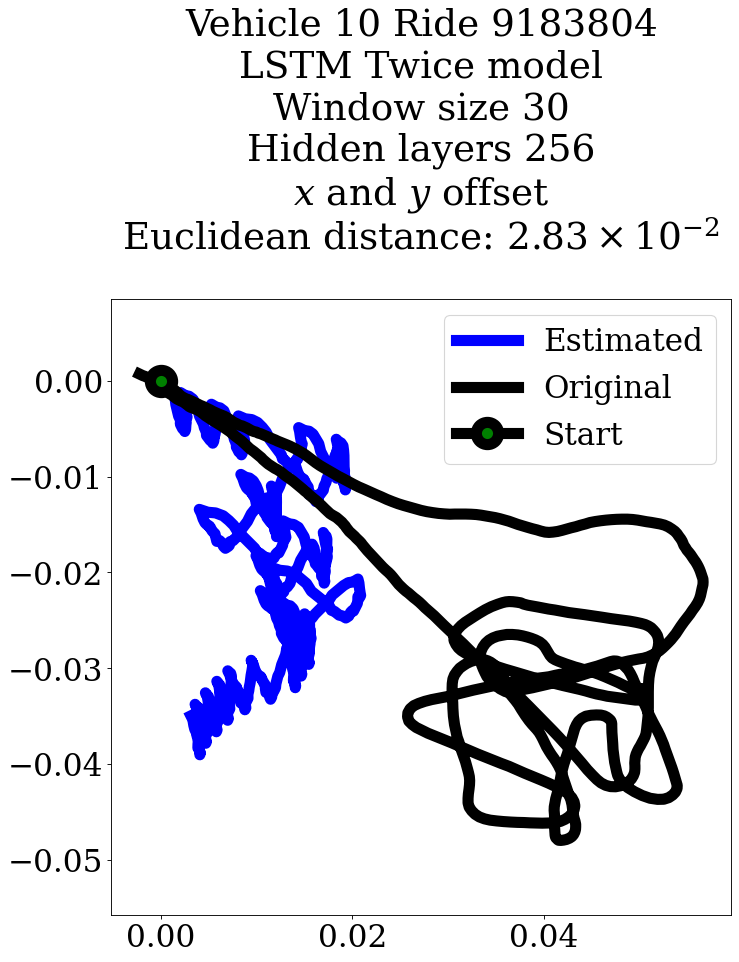 Vehicle 10 Ride 9183804
LSTM Twice model
Window size 30
Hidden layers 256
x and y offset
Euclidean distance: 2.83 × 10⁻²
Estimated
Original
Start
0.00
−0.01
−0.02
−0.03
−0.04
−0.05
0.00 0.02 0.04